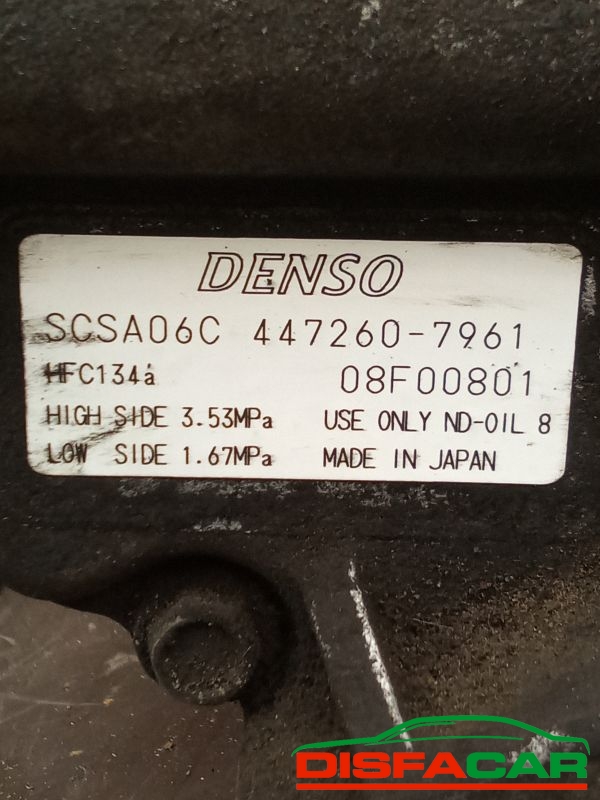 DENSO
SCSA06C 447260-7961
HFC134a 08F00801
HIGH SIDE 3.53MPa USE ONLY ND-OIL 8
LOW SIDE 1.67MPa MADE IN JAPAN
DISFACAR